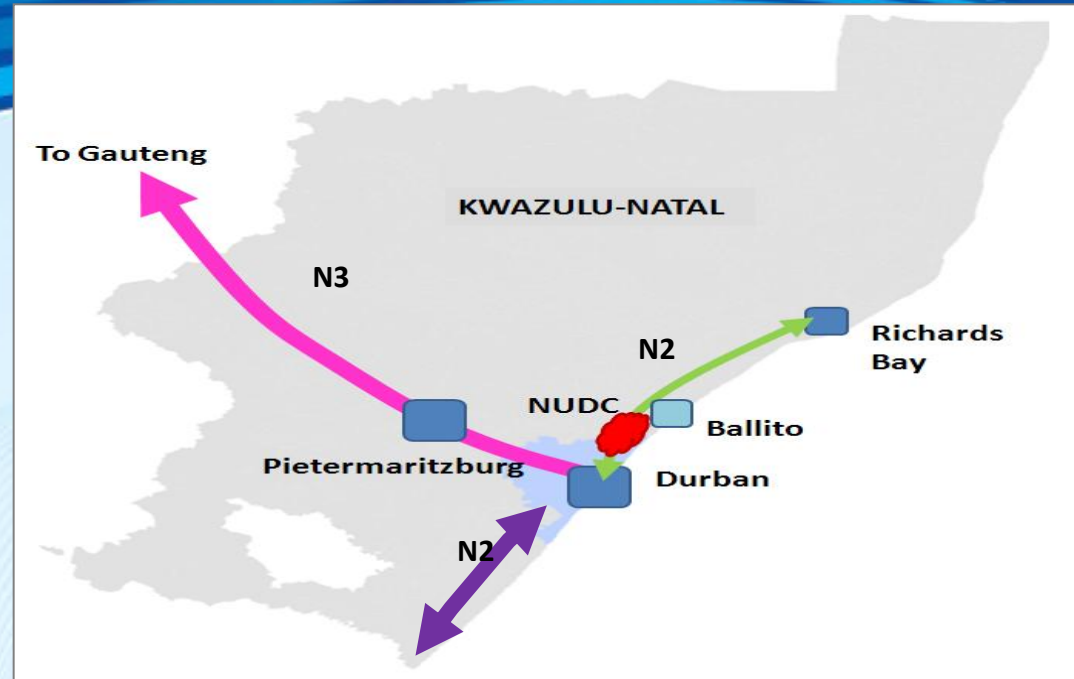 To Gauteng
KWAZULU-NATAL
N3
N2
Richards
Bay
NUDC
Ballito
Pietermaritzburg
Durban
N2